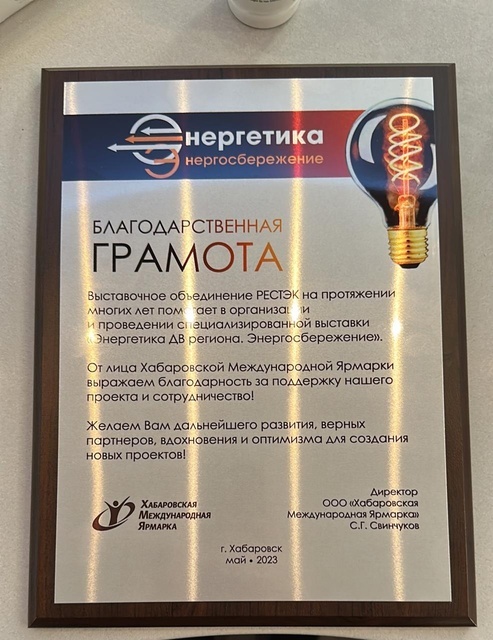 Энергетика
Энергосбережение
БЛАГОДАРСТВЕННАЯ
ГРАМОТА
Выставочное объединение РЕСТЭК на протяжении
многих лет помогает в организации
и проведении специализированной выставки
«Энергетика ДВ региона. Энергосбережение».
От лица Хабаровской Международной Ярмарки
выражаем благодарность за поддержку нашего
проекта и сотрудничество!
Желаем Вам дальнейшего развития, верных
партнеров, вдохновения и оптимизма для создания
новых проектов!
ХАБАРОВСКАЯ
МЕЖДУНАРОДНАЯ
ЯРМАРКА
Директор
ООО «Хабаровская
Международная Ярмарка»
С.Г. Свинчуков
г. Хабаровск
май • 2023